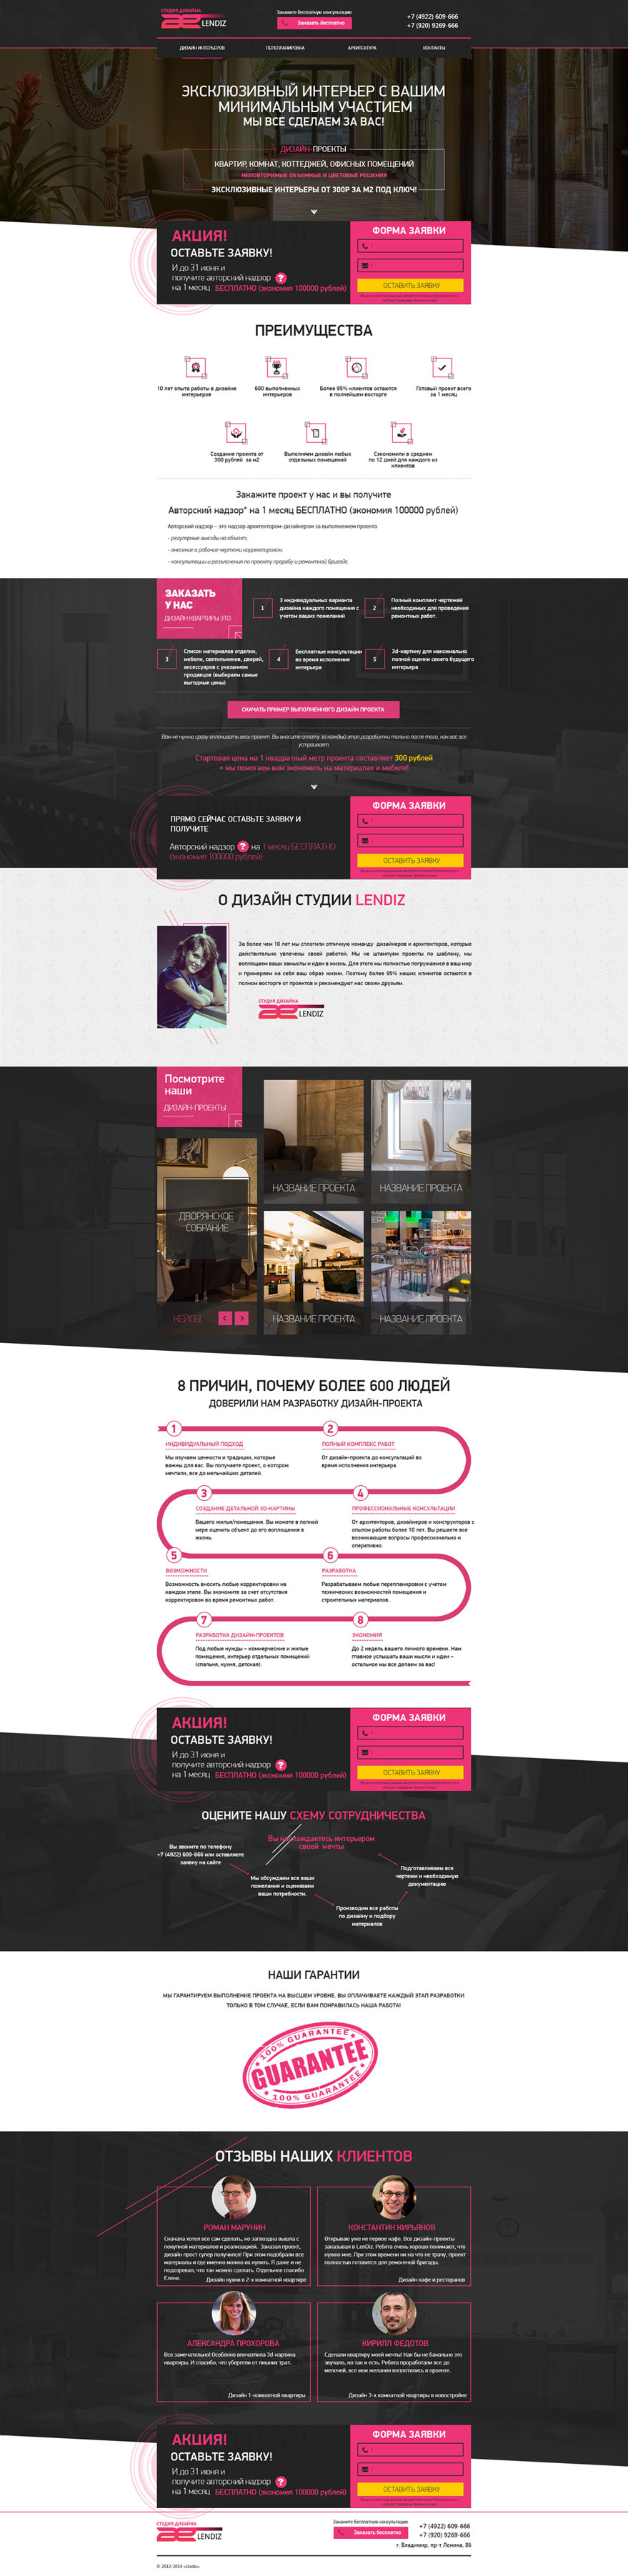 СТУДИЯ ДИЗАЙНА
LENDIZ
Закажите бесплатную консультацию
Заказать бесплатно
+7 (4922) 609-666
+7 (920) 9269-666
ДИЗАЙН ИНТЕРЬЕРОВ
ПЕРЕПЛАНИРОВКА
АРХИТЕКТУРА
КОНТАКТЫ
ЭКСКЛЮЗИВНЫЙ ИНТЕРЬЕР С ВАШИМ
МИНИМАЛЬНЫМ УЧАСТИЕМ
МЫ ВСЕ СДЕЛАЕМ ЗА ВАС!
ДИЗАЙН-ПРОЕКТЫ
КВАРТИР, КОМНАТ, КОТТЕДЖЕЙ, ОФИСНЫХ ПОМЕЩЕНИЙ
НЕПОВТОРИМЫЕ ОБЪЕМНЫЕ И ЦВЕТОВЫЕ РЕШЕНИЯ
ЭКСКЛЮЗИВНЫЕ ИНТЕРЬЕРЫ ОТ 300Р ЗА М2 ПОД КЛЮЧ!
АКЦИЯ!
ОСТАВЬТЕ ЗАЯВКУ!
И до 31 июня и
получите авторский надзор ?
на 1 месяц БЕСПЛАТНО (экономия 100000 рублей)
ФОРМА ЗАЯВКИ
ОСТАВИТЬ ЗАЯВКУ
ПРЕИМУЩЕСТВА
10 лет опыта работы в дизайне
интерьеров
600 выполненных
интерьеров
Более 95% клиентов остаются
в полнейшем восторге
Готовый проект всего
за 1 месяц
Создание проекта от
300 рублей за м2
Выполняем дизайн любых
отдельных помещений
Сэкономили в среднем
по 12 дней для каждого из
клиентов
Закажите проект у нас и вы получите
Авторский надзор* на 1 месяц БЕСПЛАТНО (экономия 100000 рублей)
Авторский надзор – это надзор архитектором-дизайнером за выполнением проекта
- регулярные выезды на объект,
- внесение в рабочие чертежи корректировок,
- консультации и разъяснения по проекту прорабу и ремонтной бригаде.
ЗАКАЗАТЬ
У НАС
ДИЗАЙН КВАРТИРЫ ЭТО
1
3 индивидуальных варианта
дизайна каждого помещения с
учетом ваших пожеланий
2
Полный комплект чертежей
необходимых для проведения
ремонтных работ.
3
Список материалов отделки,
мебели, светильников, дверей,
аксессуаров с указанием
продавцов (выбираем самые
выгодные цены)
4
Бесплатные консультации
во время исполнения
интерьера
5
3d-картину для максимально
полной оценки своего будущего
интерьера
СКАЧАТЬ ПРИМЕР ВЫПОЛНЕННОГО ДИЗАЙН ПРОЕКТА
Вам не нужно сразу оплачивать весь проект. Вы вносите оплату за каждый этап разработки только после того, как вас все
устраивает.
Стартовая цена на 1 квадратный метр проекта составляет 300 рублей
+ мы помогаем вам экономить на материалах и мебели!
ПРЯМО СЕЙЧАС ОСТАВЬТЕ ЗАЯВКУ И
ПОЛУЧИТЕ
Авторский надзор ? на 1 месяц БЕСПЛАТНО
(экономия 100000 рублей)
ФОРМА ЗАЯВКИ
ОСТАВИТЬ ЗАЯВКУ
О ДИЗАЙН СТУДИИ LENDIZ
За более чем 10 лет мы сплотили отличную команду дизайнеров и архитекторов, которые
действительно увлечены своей работой. Мы не штампуем проекты по шаблону, мы
воплощаем ваши замыслы и идеи в жизнь. Для этого мы полностью погружаемся в ваш мир
и примеряем на себя ваш образ жизни. Поэтому более 95% наших клиентов остаются в
полном восторге от проектов и рекомендуют нас своим друзьям.
СТУДИЯ ДИЗАЙНА
LENDIZ
Посмотрите
наши
ДИЗАЙН-ПРОЕКТЫ
НАЗВАНИЕ ПРОЕКТА
НАЗВАНИЕ ПРОЕКТА
ДВОРЯНСКОЕ
СОБРАНИЕ
КЕЙСЫ
НАЗВАНИЕ ПРОЕКТА
НАЗВАНИЕ ПРОЕКТА
8 ПРИЧИН, ПОЧЕМУ БОЛЕЕ 600 ЛЮДЕЙ
ДОВЕРИЛИ НАМ РАЗРАБОТКУ ДИЗАЙН-ПРОЕКТА
1
ИНДИВИДУАЛЬНЫЙ ПОДХОД
Мы изучаем ценности и традиции, которые
важны для вас. Вы получаете проект, о котором
мечтали, все до мельчайших деталей.
2
ПОЛНЫЙ КОМПЛЕКС РАБОТ
От дизайн-проекта до консультаций во
время исполнения интерьера
3
СОЗДАНИЕ ДЕТАЛЬНОЙ 3D-КАРТИНЫ
Вашего жилья/помещения. Вы можете в полной
мере оценить объект до его воплощения в
жизнь.
4
ПРОФЕССИОНАЛЬНЫЕ КОНСУЛЬТАЦИИ
От архитекторов, дизайнеров и конструкторов с
опытом работы более 10 лет. Вы решаете все
возникающие вопросы профессионально и
оперативно.
5
ВОЗМОЖНОСТИ
Возможность вносить любые корректировки на
каждом этапе. Вы экономите за счет отсутствия
корректировок во время ремонтных работ.
6
РАЗРАБОТКА
Разрабатываем любые перепланировки с учетом
технических возможностей помещения и
строительных материалов.
7
РАЗРАБОТКА ДИЗАЙН-ПРОЕКТОВ
Под любые нужды – коммерческие и жилые
помещения, интерьер отдельных помещений
(спальня, кухня, детская).
8
ЭКОНОМИЯ
До 2 недель вашего личного времени. Нам
главное услышать ваши мысли и идеи –
остальное мы все делаем за вас!
АКЦИЯ!
ОСТАВЬТЕ ЗАЯВКУ!
И до 31 июня и
получите авторский надзор ?
на 1 месяц БЕСПЛАТНО (экономия 100000 рублей)
ФОРМА ЗАЯВКИ
ОСТАВИТЬ ЗАЯВКУ
ОЦЕНИТЕ НАШУ СХЕМУ СОТРУДНИЧЕСТВА
Вы звоните по телефону
+7 (4922) 609-666 или оставляете
заявку на сайте
Вы наслаждаетесь интерьером
своей мечты
Мы обсуждаем все ваши
пожелания и оцениваем
ваши потребности.
Подготавливаем все
чертежи и необходимую
документацию
Производим все работы
по дизайну и подбору
материалов
НАШИ ГАРАНТИИ
МЫ ГАРАНТИРУЕМ ВЫПОЛНЕНИЕ ПРОЕКТА НА ВЫСШЕМ УРОВНЕ. ВЫ ОПЛАЧИВАЕТЕ КАЖДЫЙ ЭТАП РАЗРАБОТКИ
ТОЛЬКО В ТОМ СЛУЧАЕ, ЕСЛИ ВАМ ПОНРАВИЛАСЬ НАША РАБОТА!
100% GUARANTEE
GUARANTEE
100% GUARANTEE
ОТЗЫВЫ НАШИХ КЛИЕНТОВ
РОМАН МАРУНИН
Сначала хотел все сам сделать, но загвоздка вышла с
покупкой материалов и реализацией. Заказал проект,
дизайн прост супер получился! При этом подобрали все
материалы и где именно можно их купить. Я даже и не
подозревал, что так можно сделать. Отдельное спасибо
Елене.
Дизайн кухни в 2-х комнатной квартире
КОНСТАНТИН КИРЬЯНОВ
Открываю уже не первое кафе. Все дизайн-проекты
заказывал в LenDiz. Ребята очень хорошо понимают, что
нужно мне. При этом времени ни на что не трачу, проект
полностью готовится для ремонтной бригады.
Дизайн кафе и ресторанов
АЛЕКСАНДРА ПРОХОРОВА
Все замечательно! Особенно впечатлила 3d-картина
квартиры. И спасибо, что уберегли от лишних трат.
Дизайн 1-комнатной квартиры
КИРИЛЛ ФЕДОТОВ
Сделали квартиру моей мечты! Как бы не банально это
звучало, но так и есть. Ребята проработали все до
мелочей, все мои желания воплотились в проекте.
Дизайн 3-х комнатной квартиры в новостройке
АКЦИЯ!
ОСТАВЬТЕ ЗАЯВКУ!
И до 31 июня и
получите авторский надзор ?
на 1 месяц БЕСПЛАТНО (экономия 100000 рублей)
ФОРМА ЗАЯВКИ
ОСТАВИТЬ ЗАЯВКУ
СТУДИЯ ДИЗАЙНА
LENDIZ
Закажите бесплатную консультацию
Заказать бесплатно
+7 (4922) 609-666
+7 (920) 9269-666
г. Владимир, пр-т Ленина, 86
© 2012-2014 «Lindiz»